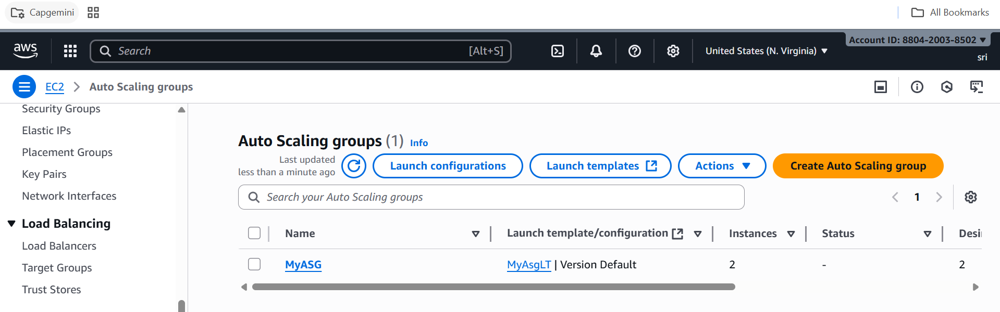 Capgemini
All Bookmarks
aws
Search
[Alt+S]
United States (N. Virginia)
Account ID: 8804-2003-8502
sri
EC2
Auto Scaling groups
Security Groups
Elastic IPs
Placement Groups
Key Pairs
Network Interfaces
Load Balancing
Load Balancers
Target Groups
Trust Stores
Auto Scaling groups (1) Info
Last updated
less than a minute ago
Launch configurations
Launch templates
Actions
Create Auto Scaling group
Search your Auto Scaling groups
1
Name
Launch template/configuration
Instances
Status
Desi
MyASG
MyAsgLT | Version Default
2
-
2